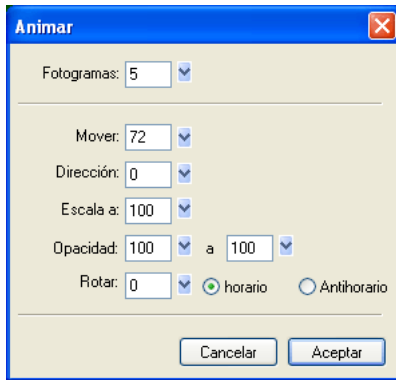 Animar
Fotogramas: 5
Mover: 72
Dirección: 0
Escala a: 100
Opacidad: 100 a 100
Rotar: 0 horario Antihorario
Cancelar Aceptar